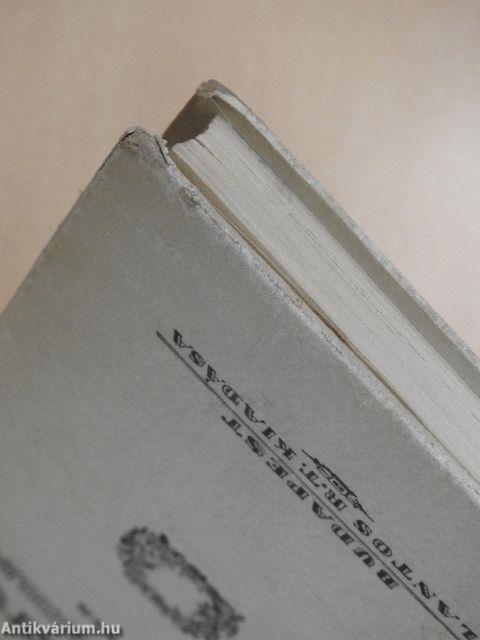 BUDAPEST
LANTOS R.T. KIADÁSA
Antikvárium.hu